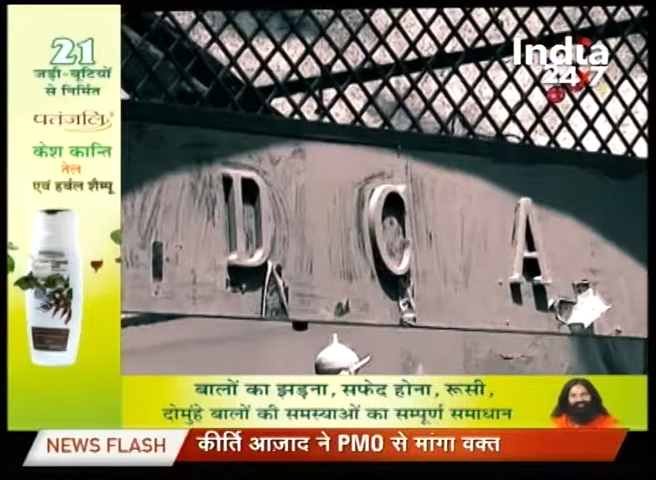 21
जड़ी-बूटियों
से निर्मित
पतंजलि
केश कान्ति
तेल
एवं हर्बल शैम्पू
India
24x7
D C A
बालों का झड़ना, सफेद होना, रूसी,
दोमुंहे बालों की समस्याओं का सम्पूर्ण समाधान
NEWS FLASH
कीर्ति आज़ाद ने PMO से मांगा वक्त